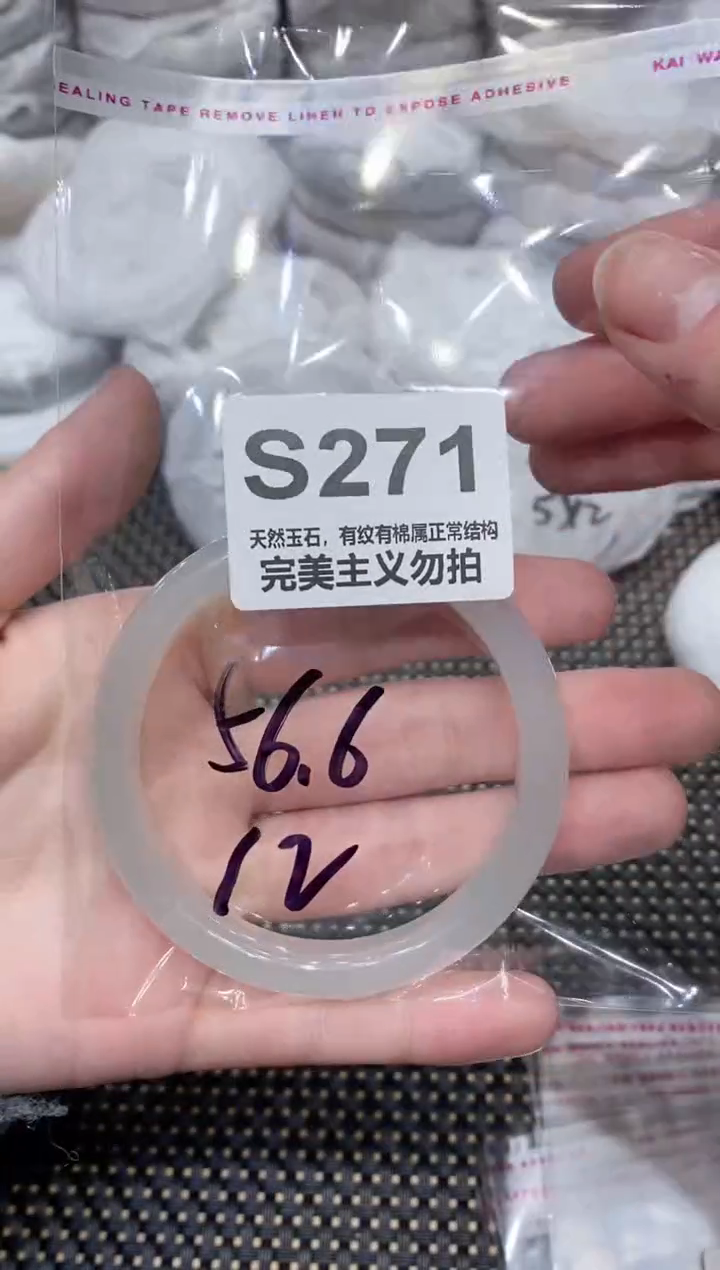 EALING TAPE REMOVE LINER TO EXPOSE ADHESIVE
KAI WA
S271
天然玉石，有纹有棉属正常结构
完美主义勿拍
56.6
12